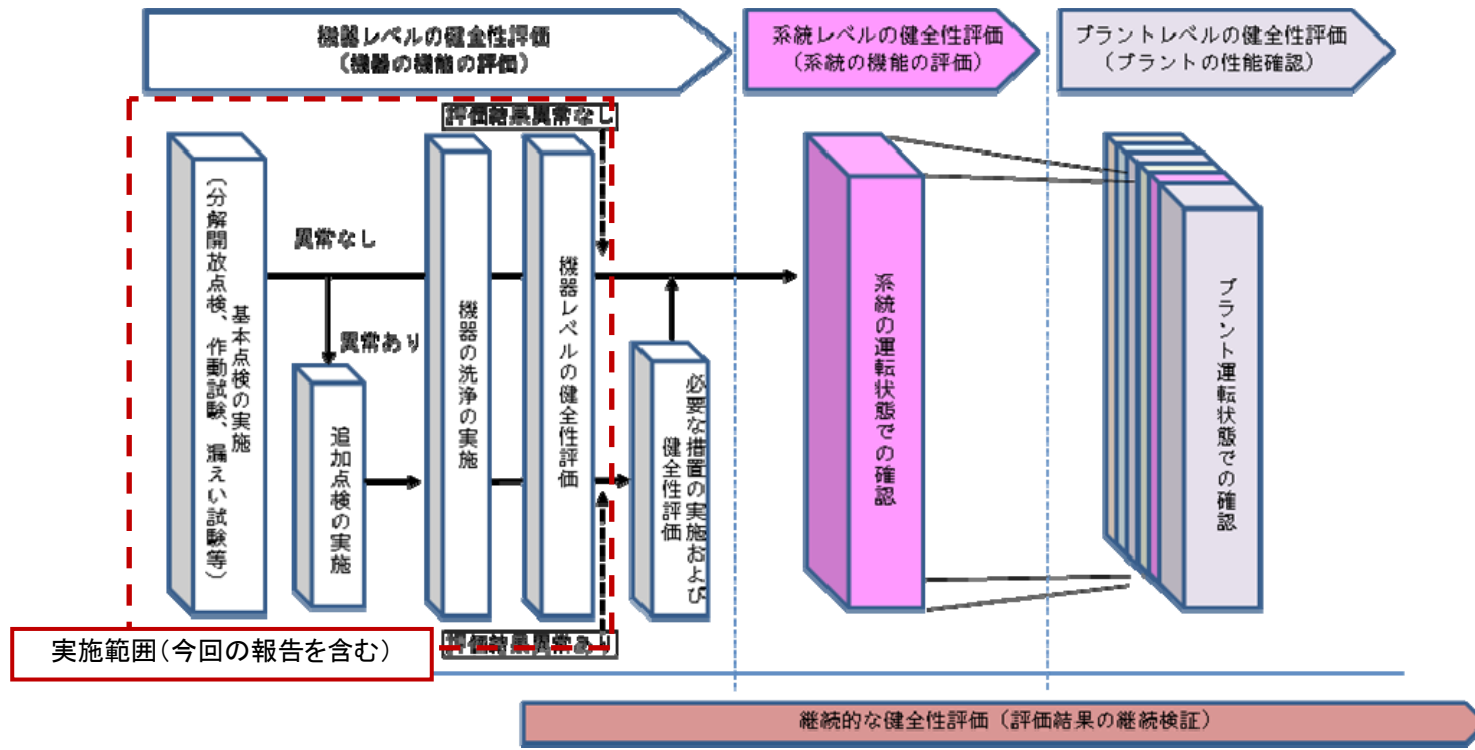 機器レベルの健全性評価
(機器の機能の評価)
系統レベルの健全性評価
(系統の機能の評価)
プラントレベルの健全性評価
(プラントの性能確認)
評価結果異常なし
基本点検の実施
(分解開放点検、作動試験、漏えい試験等)
異常なし
異常あり
追加点検の実施
機器の洗浄の実施
機器レベルの健全性評価
必要な措置の実施および
健全性評価
系統の運転状態での確認
プラント運転状態での確認
評価結果異常あり
実施範囲(今回の報告を含む)
継続的な健全性評価(評価結果の継続検証)